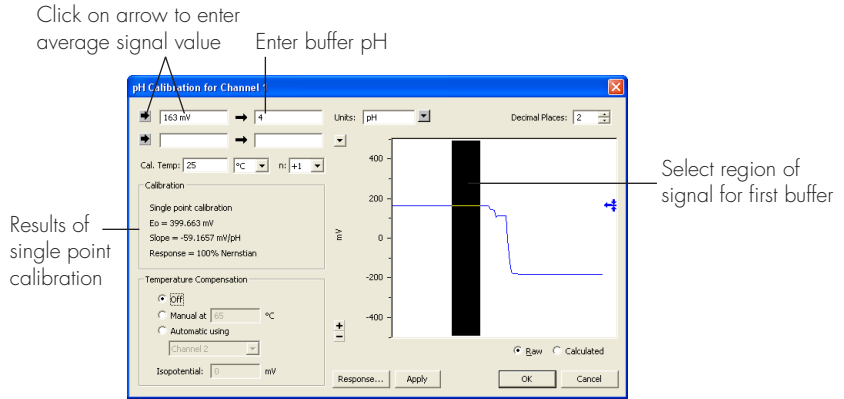 Click on arrow to enter
average signal value
Enter buffer pH
pH Calibration for Channel 1
163 mV
4
Units: pH
Decimal Places: 2
Cal. Temp: 25 °C n: +1
Calibration
Single point calibration
Eo = 399.663 mV
Slope = -59.1657 mV/pH
Response = 100% Nernstian
Results of
single point
calibration
Temperature Compensation
Off
Manual at 65 °C
Automatic using
Channel 2
Isopotential: 0 mV
mV
400
200
0
-200
-400
+
-
Select region of
signal for first buffer
Raw Calculated
Response... Apply OK Cancel